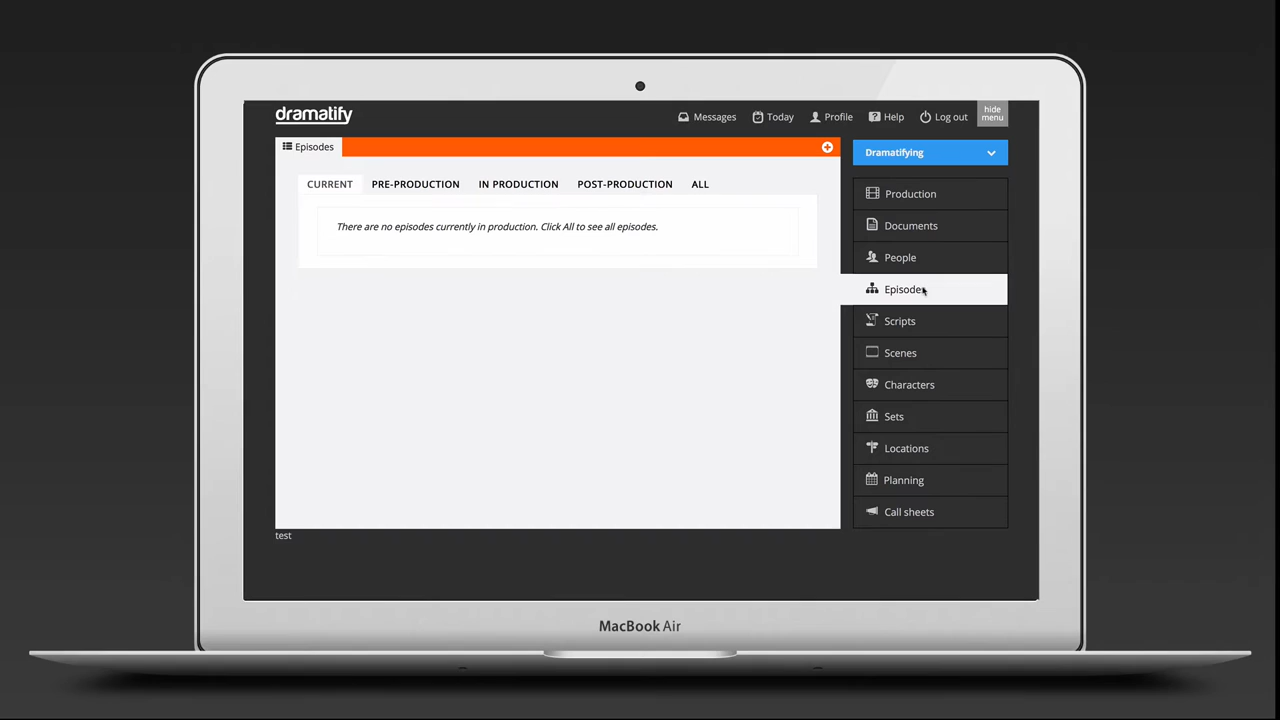 dramatify
Messages
Today
Profile
Help
Log out
hide
menu
Episodes
Dramatifying
CURRENT
PRE-PRODUCTION
IN PRODUCTION
POST-PRODUCTION
ALL
There are no episodes currently in production. Click All to see all episodes.
Production
Documents
People
Episodes
Scripts
Scenes
Characters
Sets
Locations
Planning
Call sheets
test
MacBook Air